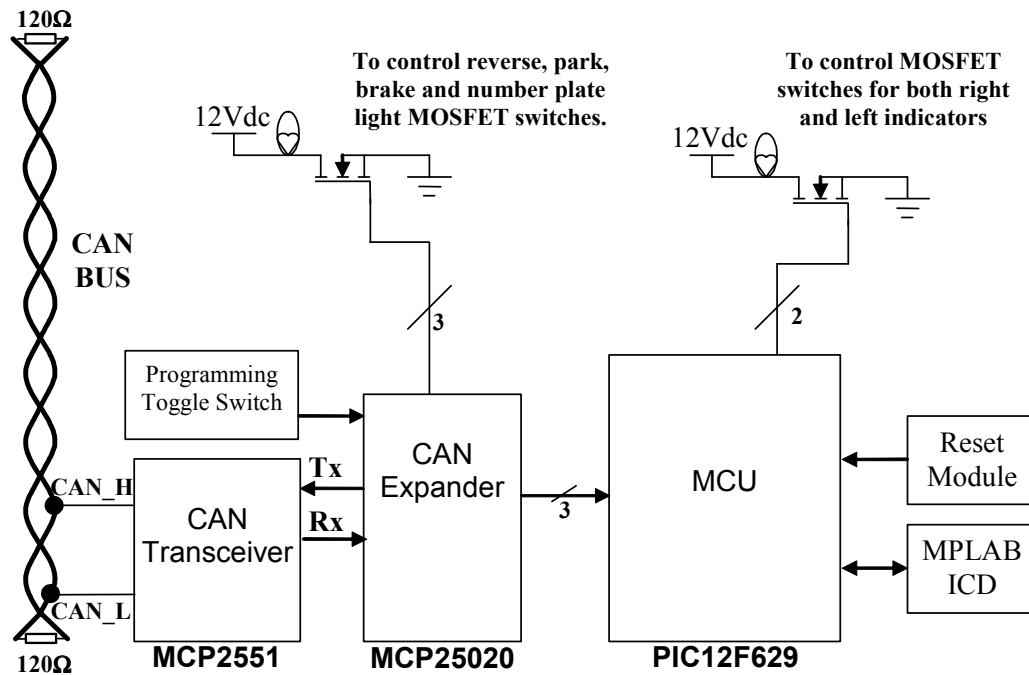 120Ω
To control reverse, park,
brake and number plate
light MOSFET switches.
To control MOSFET
switches for both right
and left indicators
12Vdc
12Vdc
CAN
BUS
3
2
Programming
Toggle Switch
CAN
Expander
MCU
Reset
Module
Tx
Rx
3
CAN_H
CAN
Transceiver
MPLAB
ICD
CAN_L
120Ω
MCP2551
MCP25020
PIC12F629